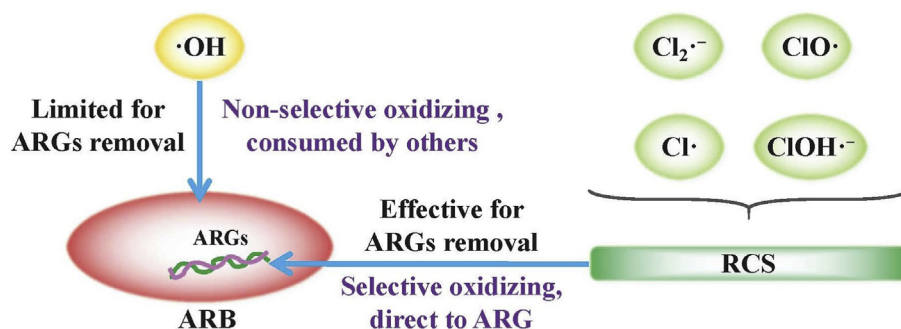 ·OH
Cl₂·⁻
ClO·
Limited for
ARGs removal
Non-selective oxidizing ,
consumed by others
Cl·
ClOH·⁻
ARGs
Effective for
ARGs removal
RCS
Selective oxidizing,
direct to ARG
ARB